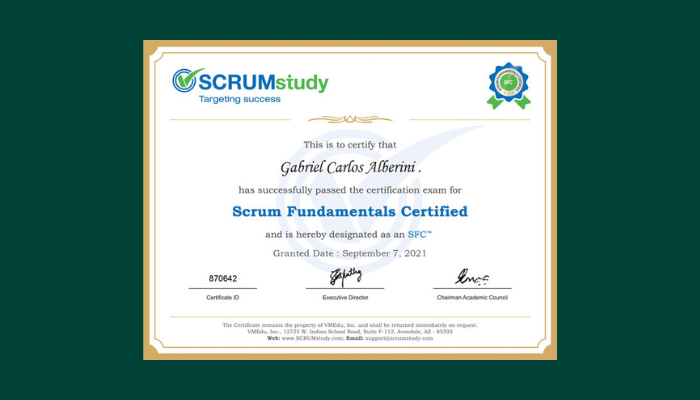 SCRUMstudy
Targeting success
SFC
This is to certify that
Gabriel Carlos Alberini .
has successfully passed the certification exam for
Scrum Fundamentals Certified
and is hereby designated as an SFC™
Granted Date : September 7, 2021
870642
Certificate ID
Executive Director
Chairman Academic Council
The Certificate remains the property of VMEdu, Inc. and shall be returned immediately on request.
VMEdu, Inc., 12725 W. Indian School Road, Suite F-112, Avondale, AZ - 85392
Web: www.SCRUMstudy.com; Email: support@scrumstudy.com